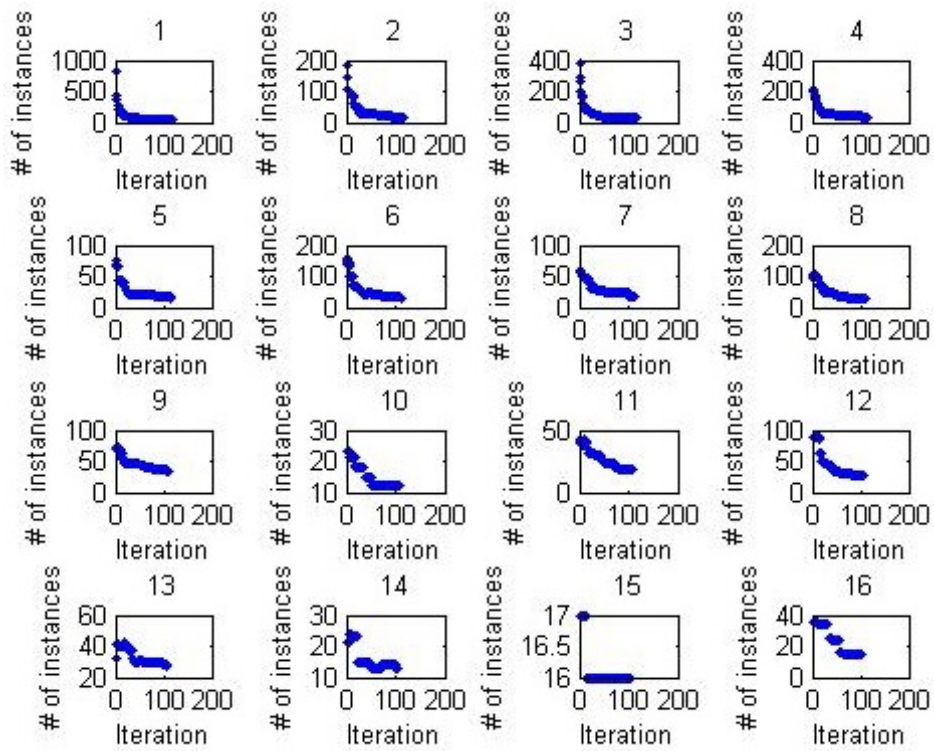 1
# of instances
1000
500
0
0 100 200
Iteration
2
# of instances
200
100
0
0 100 200
Iteration
3
# of instances
400
200
0
0 100 200
Iteration
4
# of instances
400
200
0
0 100 200
Iteration
5
# of instances
100
50
0
0 100 200
Iteration
6
# of instances
200
100
0
0 100 200
Iteration
7
# of instances
100
50
0
0 100 200
Iteration
8
# of instances
200
100
0
0 100 200
Iteration
9
# of instances
100
50
0
0 100 200
Iteration
10
# of instances
30
20
10
0 100 200
Iteration
11
# of instances
50
0
0 100 200
Iteration
12
# of instances
100
50
0
0 100 200
Iteration
13
# of instances
60
40
20
0 100 200
Iteration
14
# of instances
30
20
10
0 100 200
Iteration
15
# of instances
17
16.5
16
0 100 200
Iteration
16
# of instances
40
20
0
0 100 200
Iteration